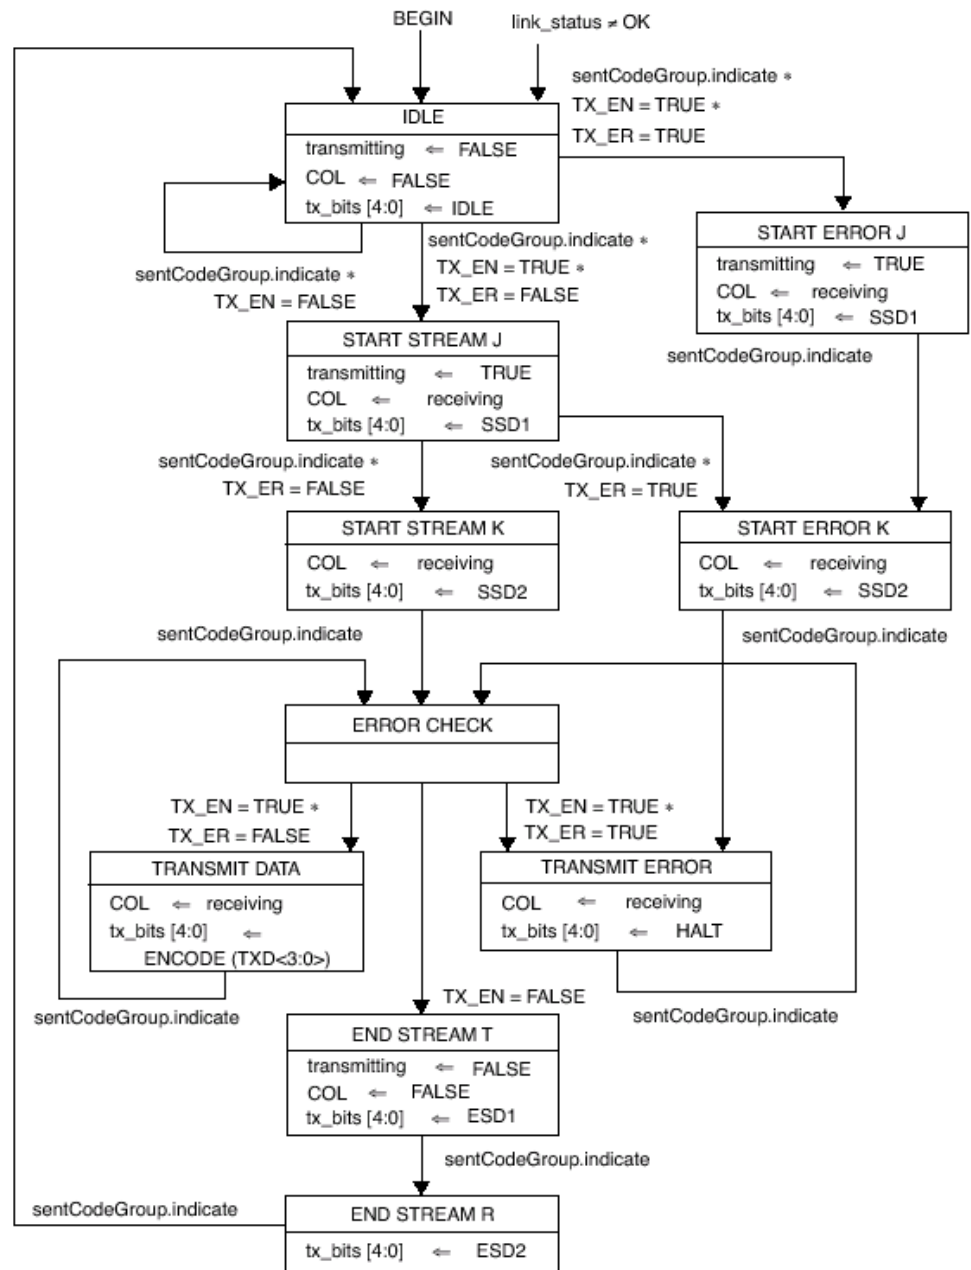 BEGIN
link_status ≠ OK
sentCodeGroup.indicate *
TX_EN = TRUE *
TX_ER = TRUE
IDLE
transmitting ⇐ FALSE
COL ⇐ FALSE
tx_bits [4:0] ⇐ IDLE
sentCodeGroup.indicate *
TX_EN = FALSE
sentCodeGroup.indicate *
TX_EN = TRUE *
TX_ER = FALSE
START ERROR J
transmitting ⇐ TRUE
COL ⇐ receiving
tx_bits [4:0] ⇐ SSD1
sentCodeGroup.indicate
START STREAM J
transmitting ⇐ TRUE
COL ⇐ receiving
tx_bits [4:0] ⇐ SSD1
sentCodeGroup.indicate *
TX_ER = FALSE
sentCodeGroup.indicate *
TX_ER = TRUE
START STREAM K
COL ⇐ receiving
tx_bits [4:0] ⇐ SSD2
START ERROR K
COL ⇐ receiving
tx_bits [4:0] ⇐ SSD2
sentCodeGroup.indicate
sentCodeGroup.indicate
ERROR CHECK
TX_EN = TRUE *
TX_ER = FALSE
TX_EN = TRUE *
TX_ER = TRUE
TRANSMIT DATA
COL ⇐ receiving
tx_bits [4:0] ⇐
ENCODE (TXD<3:0>)
TRANSMIT ERROR
COL ⇐ receiving
tx_bits [4:0] ⇐ HALT
sentCodeGroup.indicate
TX_EN = FALSE
sentCodeGroup.indicate
END STREAM T
transmitting ⇐ FALSE
COL ⇐ FALSE
tx_bits [4:0] ⇐ ESD1
sentCodeGroup.indicate
sentCodeGroup.indicate
END STREAM R
tx_bits [4:0] ⇐ ESD2